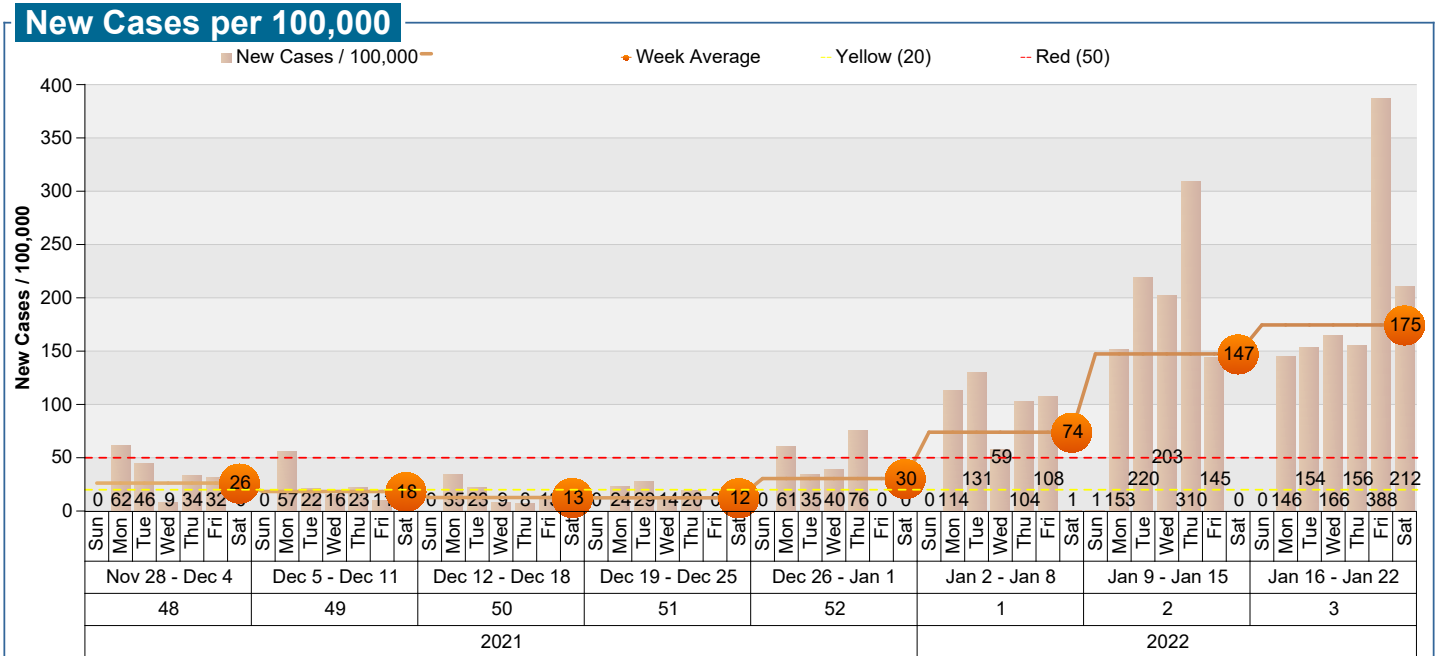 New Cases per 100,000
New Cases / 100,000 Week Average Yellow (20) Red (50)
New Cases / 100,000
400
350
300
250
200
150
100
50
0
26 18 13 12 30 74 147 175
62 46 9 34 32
0 57 22 16 23
0 35 23 9 8
0 24 29 14 20
0 61 35 40 76 0 0
0 114 131 59 104 108 1
1 153 220 203 310 145 0
0 146 154 166 156 388 212
Sun Mon Tue Wed Thu Fri Sat Sun Mon Tue Wed Thu Fri Sat Sun Mon Tue Wed Thu Fri Sat Sun Mon Tue Wed Thu Fri Sat Sun Mon Tue Wed Thu Fri Sat Sun Mon Tue Wed Thu Fri Sat Sun Mon Tue Wed Thu Fri Sat Sun Mon Tue Wed Thu Fri Sat
Nov 28 - Dec 4 Dec 5 - Dec 11 Dec 12 - Dec 18 Dec 19 - Dec 25 Dec 26 - Jan 1 Jan 2 - Jan 8 Jan 9 - Jan 15 Jan 16 - Jan 22
48 49 50 51 52 1 2 3
2021 2022